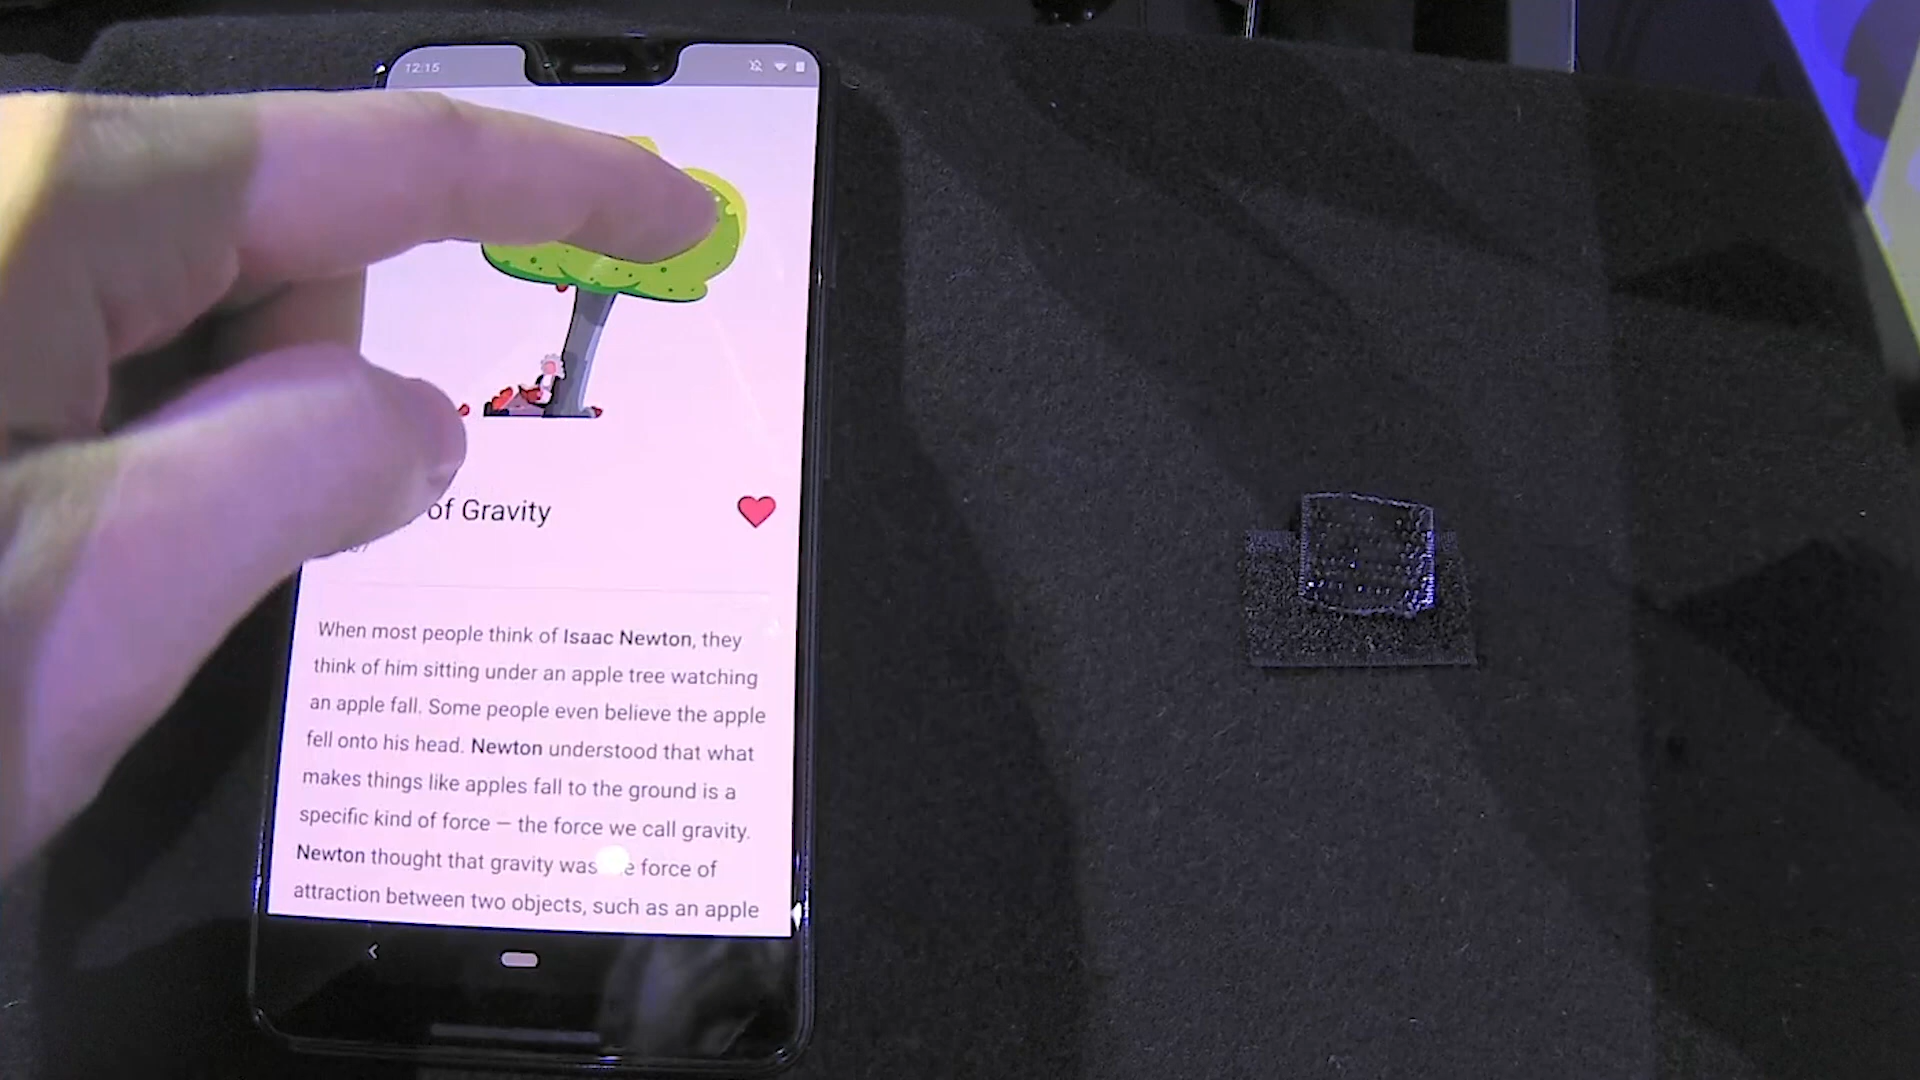 12:15
of Gravity
When most people think of Isaac Newton, they
think of him sitting under an apple tree watching
an apple fall. Some people even believe the apple
fell onto his head. Newton understood that what
makes things like apples fall to the ground is a
specific kind of force — the force we call gravity.
Newton thought that gravity was force of
attraction between two objects, such as an apple